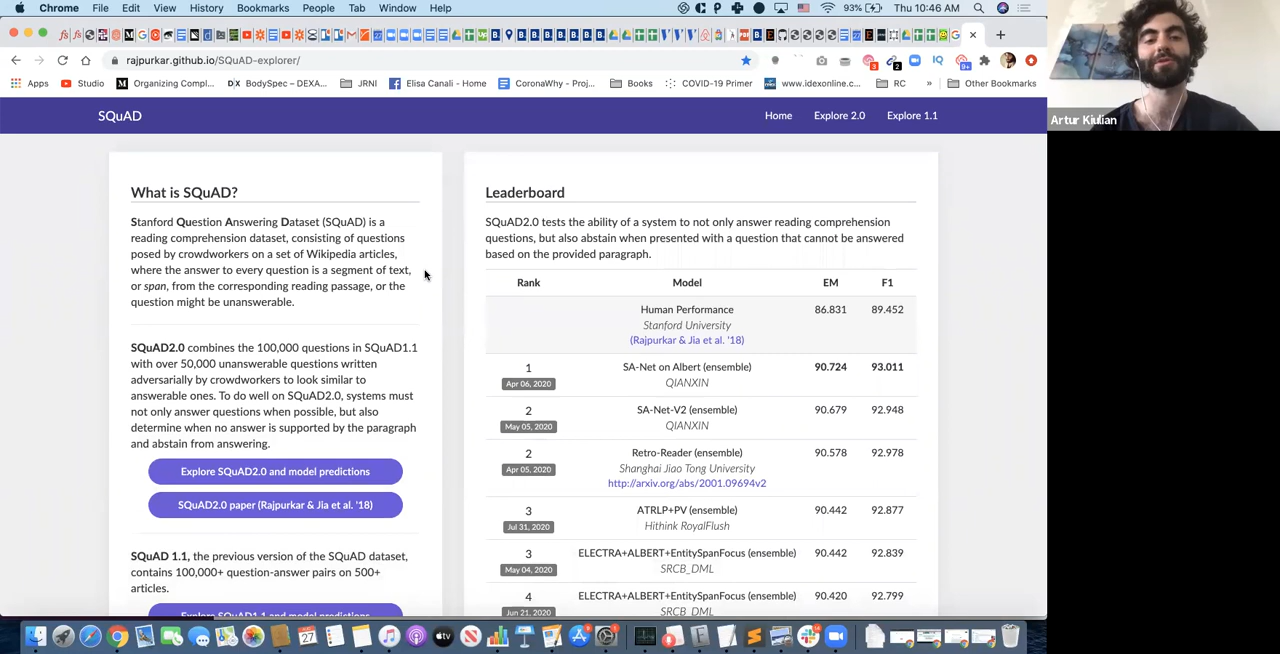 Chrome File Edit View History Bookmarks People Tab Window Help
93% Thu 10:46 AM
rajpurkar.github.io/SQuAD-explorer/
Apps Studio Organizing Compl... BodySpec – DEXA... JRNI Elisa Canali - Home CoronaWhy - Proj... Books COVID-19 Primer www.idexonline.c... RC » Other Bookmarks
Artur Kiulian
SQuAD Home Explore 2.0 Explore 1.1
What is SQuAD?
Stanford Question Answering Dataset (SQuAD) is a
reading comprehension dataset, consisting of questions
posed by crowdworkers on a set of Wikipedia articles,
where the answer to every question is a segment of text,
or span, from the corresponding reading passage, or the
question might be unanswerable.
SQuAD2.0 combines the 100,000 questions in SQuAD1.1
with over 50,000 unanswerable questions written
adversarially by crowdworkers to look similar to
answerable ones. To do well on SQuAD2.0, systems must
not only answer questions when possible, but also
determine when no answer is supported by the paragraph
and abstain from answering.
Explore SQuAD2.0 and model predictions
SQuAD2.0 paper (Rajpurkar & Jia et al. '18)
SQuAD 1.1, the previous version of the SQuAD dataset,
contains 100,000+ question-answer pairs on 500+
articles.
Explore SQuAD1.1 and model predictions
Leaderboard
SQuAD2.0 tests the ability of a system to not only answer reading comprehension
questions, but also abstain when presented with a question that cannot be answered
based on the provided paragraph.
Rank Model EM F1
Human Performance 86.831 89.452
Stanford University
(Rajpurkar & Jia et al. '18)
1 SA-Net on Albert (ensemble) 90.724 93.011
Apr 06, 2020 QIANXIN
2 SA-Net-V2 (ensemble) 90.679 92.948
May 05, 2020 QIANXIN
2 Retro-Reader (ensemble) 90.578 92.978
Apr 05, 2020 Shanghai Jiao Tong University
http://arxiv.org/abs/2001.09694v2
3 ATRLP+PV (ensemble) 90.442 92.877
Jul 31, 2020 Hithink RoyalFlush
3 ELECTRA+ALBERT+EntitySpanFocus (ensemble) 90.442 92.839
May 04, 2020 SRCB_DML
4 ELECTRA+ALBERT+EntitySpanFocus (ensemble) 90.420 92.799
Jun 21, 2020 SRCB_DML